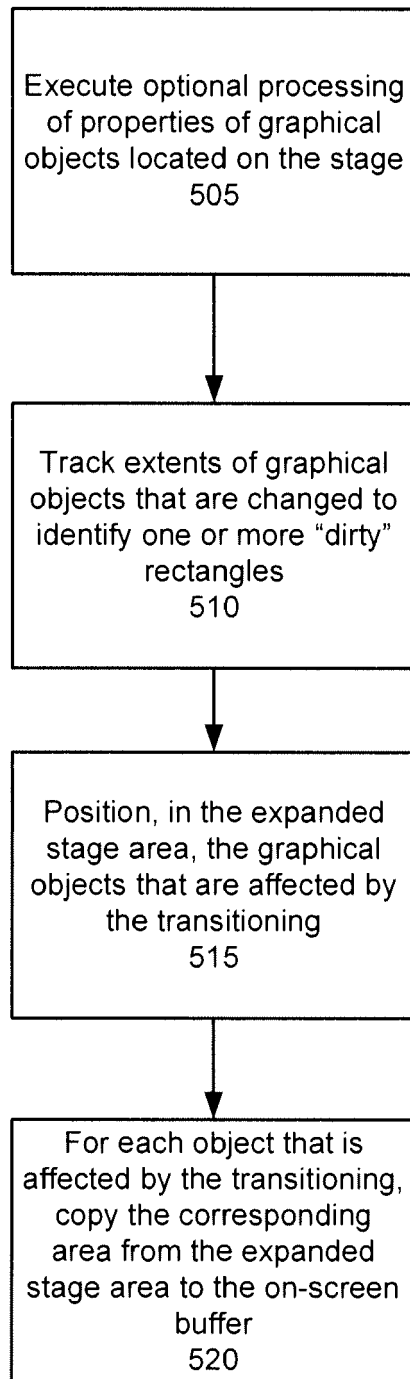 Execute optional processing
of properties of graphical
objects located on the stage
505
Track extents of graphical
objects that are changed to
identify one or more “dirty”
rectangles
510
Position, in the expanded
stage area, the graphical
objects that are affected by
the transitioning
515
For each object that is
affected by the transitioning,
copy the corresponding
area from the expanded
stage area to the on-screen
buffer
520